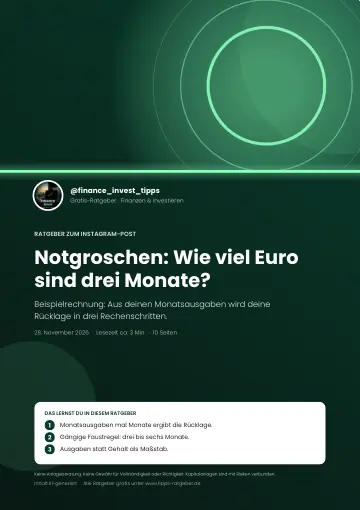 @finance_invest_tipps
Gratis-Ratgeber · Finanzen & Investieren
RATGEBER ZUM INSTAGRAM-POST
Notgroschen: Wie viel Euro
sind drei Monate?
Beispielrechnung: Aus deinen Monatsausgaben wird deine
Rücklage in drei Rechenschritten.
28. November 2026 · Lesezeit ca. 3 Min · 10 Seiten
DAS LERNST DU IN DIESEM RATGEBER
1 Monatsausgaben mal Monate ergibt die Rücklage.
2 Gängige Faustregel: drei bis sechs Monate.
3 Ausgaben statt Gehalt als Maßstab.
Keine Anlageberatung. Keine Gewähr für Vollständigkeit oder Richtigkeit. Kapitalanlagen sind mit Risiken verbunden.
Inhalt KI-generiert · Alle Ratgeber gratis unter www.fipps-ratgeber.de